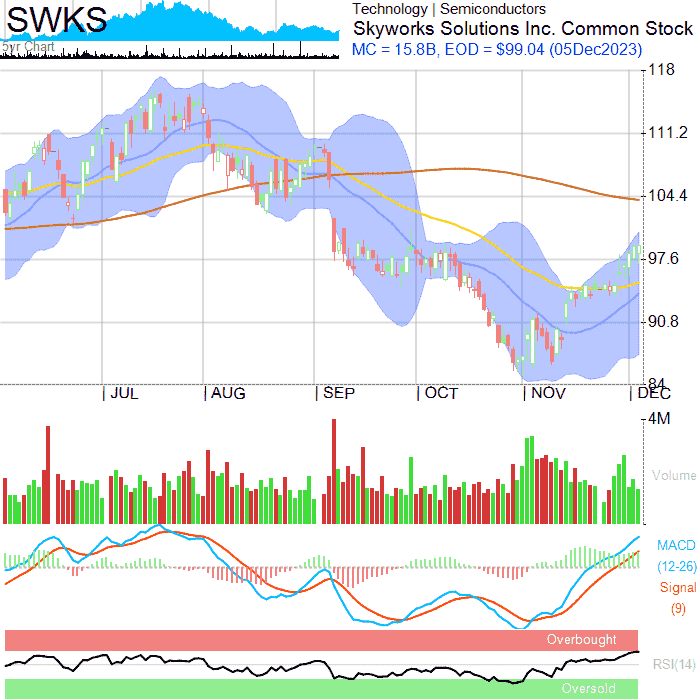 SWKS
5yr Chart
Technology | Semiconductors
Skyworks Solutions Inc. Common Stock
MC = 15.8B, EOD = $99.04 (05Dec2023)
118
111.2
104.4
97.6
90.8
84
JUL AUG SEP OCT NOV DEC
4M
Volume
MACD
(12-26)
Signal
(9)
Overbought
RSI(14)
Oversold